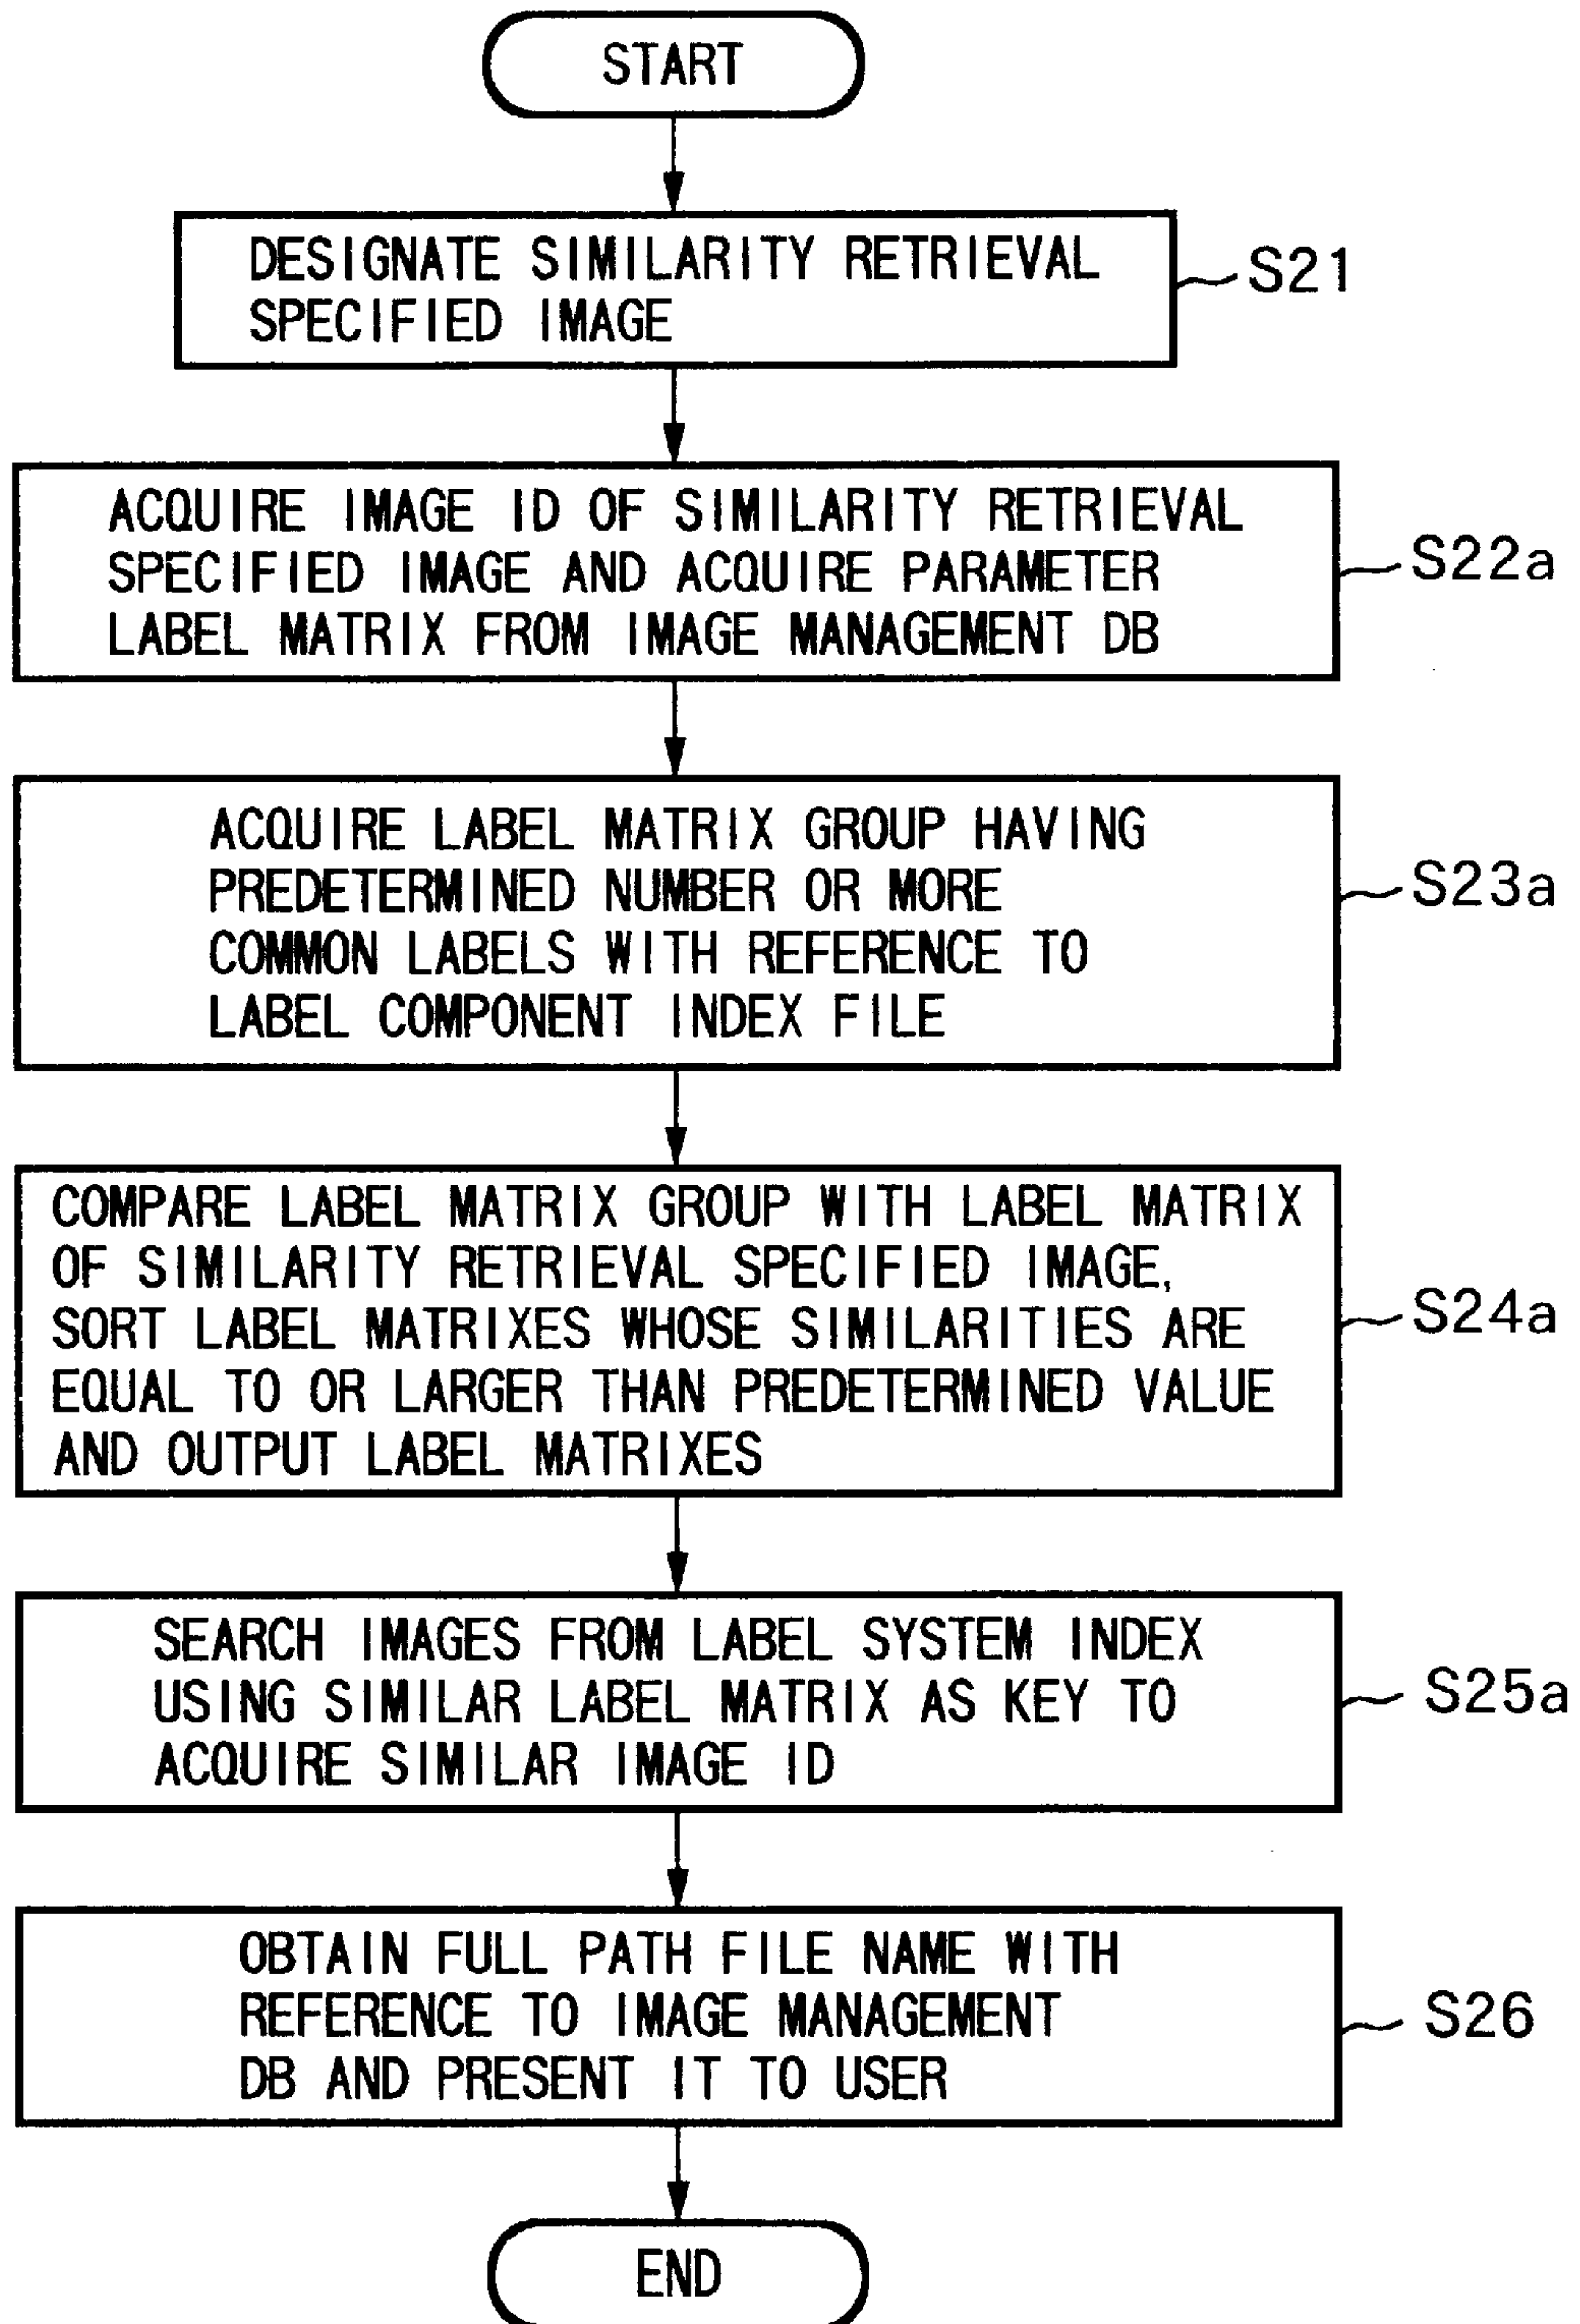 START
DESIGNATE SIMILARITY RETRIEVAL
SPECIFIED IMAGE
S21
ACQUIRE IMAGE ID OF SIMILARITY RETRIEVAL
SPECIFIED IMAGE AND ACQUIRE PARAMETER
LABEL MATRIX FROM IMAGE MANAGEMENT DB
S22a
ACQUIRE LABEL MATRIX GROUP HAVING
PREDETERMINED NUMBER OR MORE
COMMON LABELS WITH REFERENCE TO
LABEL COMPONENT INDEX FILE
S23a
COMPARE LABEL MATRIX GROUP WITH LABEL MATRIX
OF SIMILARITY RETRIEVAL SPECIFIED IMAGE,
SORT LABEL MATRIXES WHOSE SIMILARITIES ARE
EQUAL TO OR LARGER THAN PREDETERMINED VALUE
AND OUTPUT LABEL MATRIXES
S24a
SEARCH IMAGES FROM LABEL SYSTEM INDEX
USING SIMILAR LABEL MATRIX AS KEY TO
ACQUIRE SIMILAR IMAGE ID
S25a
OBTAIN FULL PATH FILE NAME WITH
REFERENCE TO IMAGE MANAGEMENT
DB AND PRESENT IT TO USER
S26
END